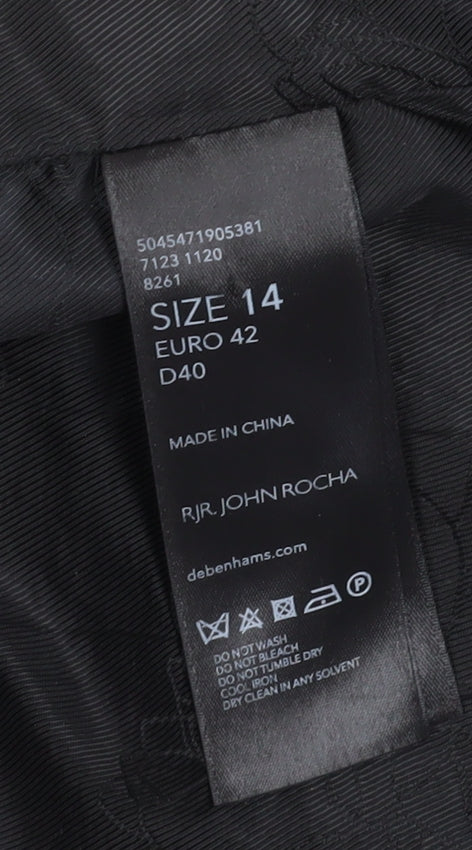 5045471905381
7123 1120
8261
SIZE 14
EURO 42
D40
MADE IN CHINA
RJR. JOHN ROCHA
debenhams.com
P
DO NOT WASH
DO NOT BLEACH
DO NOT TUMBLE DRY
COOL IRON
DRY CLEAN IN ANY SOLVENT